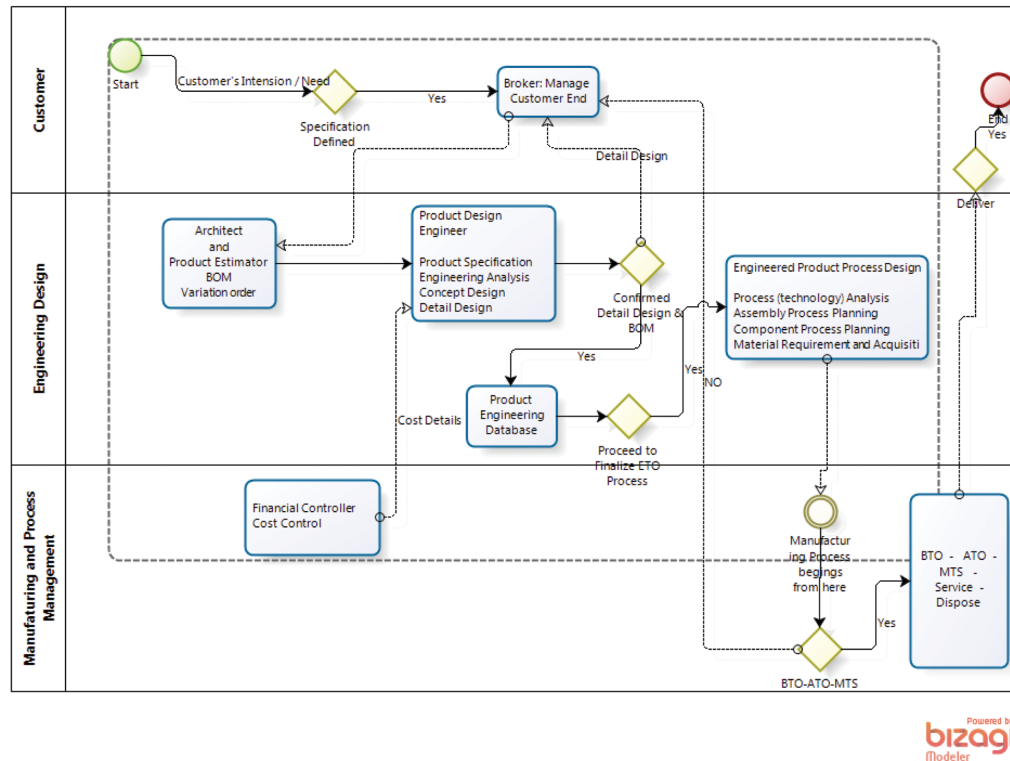 Customer
Start
Customer's Intension / Need
Specification
Defined
Yes
Broker: Manage
Customer End
Detail Design
End
Yes
Deliver
Engineering Design
Architect
and
Product Estimator
BOM
Variation order
Product Design
Engineer
Product Specification
Engineering Analysis
Concept Design
Detail Design
Confirmed
Detail Design &
BOM
Yes
Engineered Product Process Design
Process (technology) Analysis
Assembly Process Planning
Component Process Planning
Material Requirement and Acquisiti
Cost Details
Product
Engineering
Database
Yes
NO
Proceed to
Finalize ETO
Process
Manufaturing and Process
Management
Financial Controller
Cost Control
Manufactur
ing Process
begings
from here
BTO - ATO -
MTS -
Service -
Dispose
Yes
BTO-ATO-MTS
Powered by
bizagi
Modeler